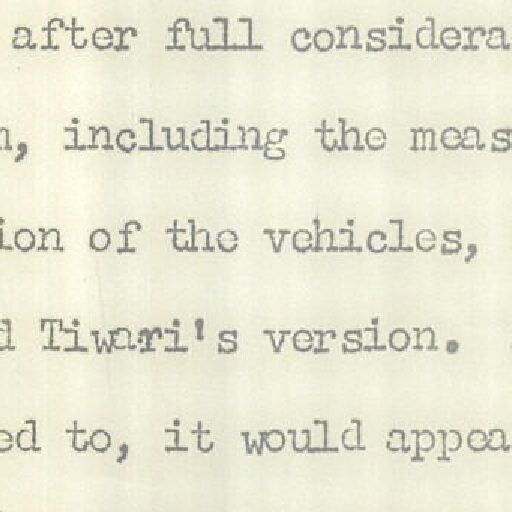 after full considera
n, including the meas
ion of the vehicles,
d Tiwari's version.
ed to, it would appea